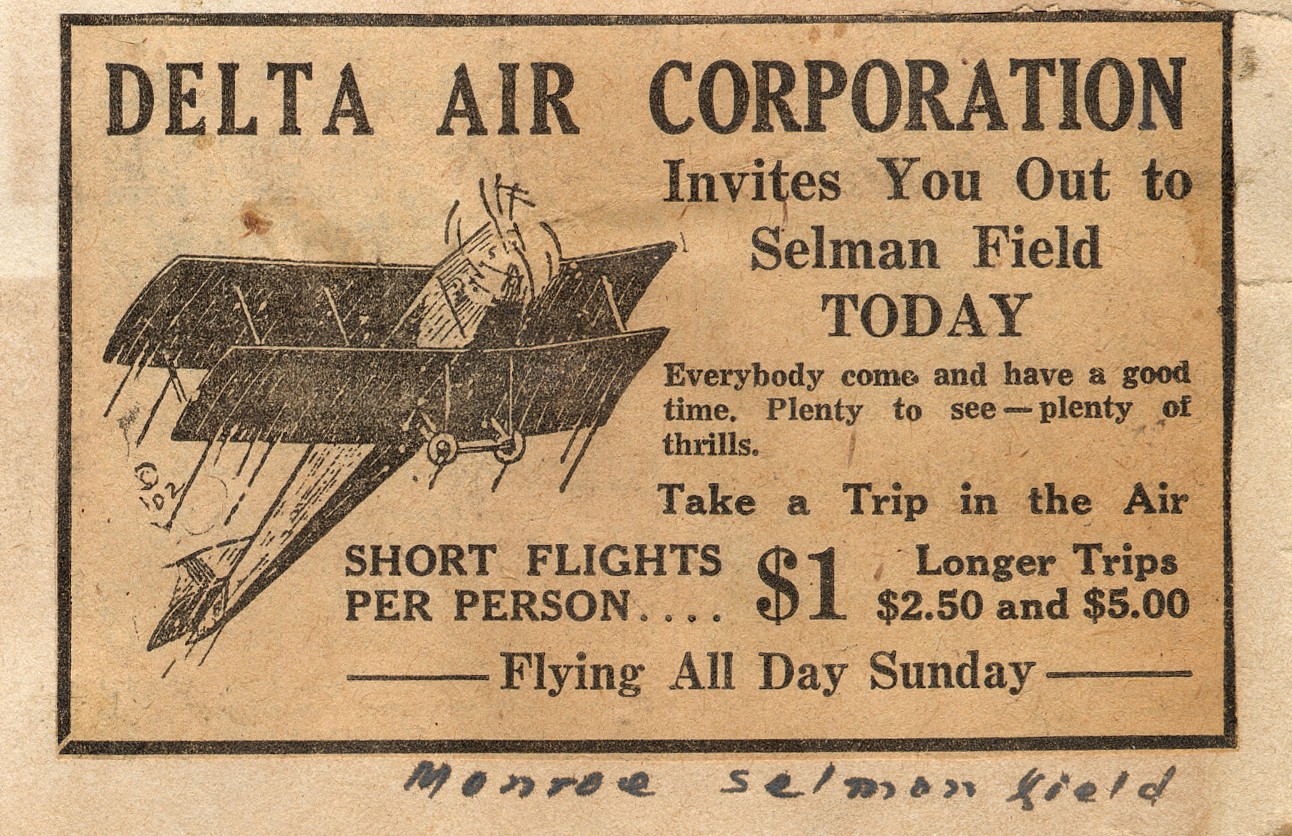 DELTA AIR CORPORATION
Invites You Out to
Selman Field
TODAY
Everybody come and have a good
time. Plenty to see — plenty of
thrills.
Take a Trip in the Air
SHORT FLIGHTS
PER PERSON.... $1
Longer Trips
$2.50 and $5.00
Flying All Day Sunday
Monroe Selman field